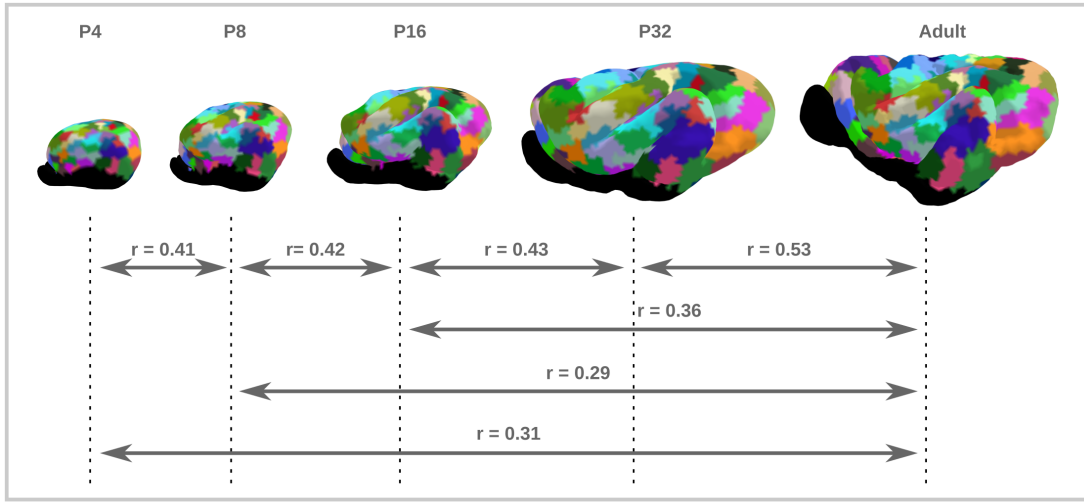 P4 P8 P16 P32 Adult
r = 0.41 r= 0.42 r = 0.43 r = 0.53
r = 0.36
r = 0.29
r = 0.31